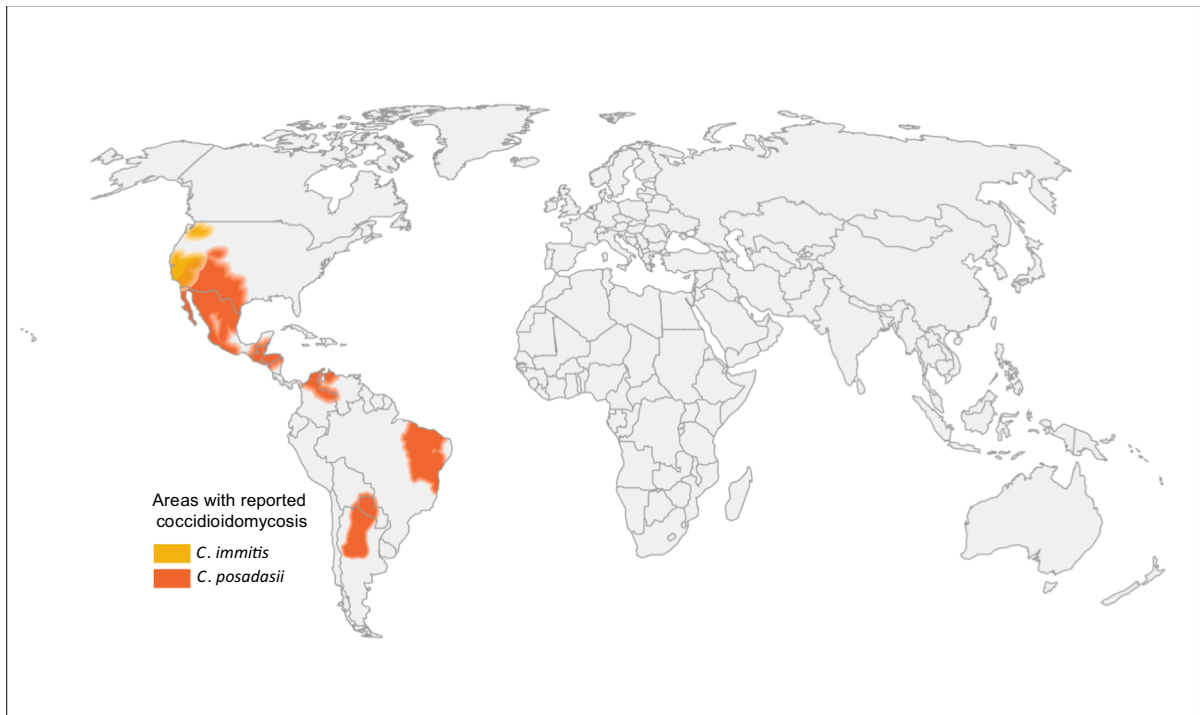 Areas with reported
coccidioidomycosis
C. immitis
C. posadasii